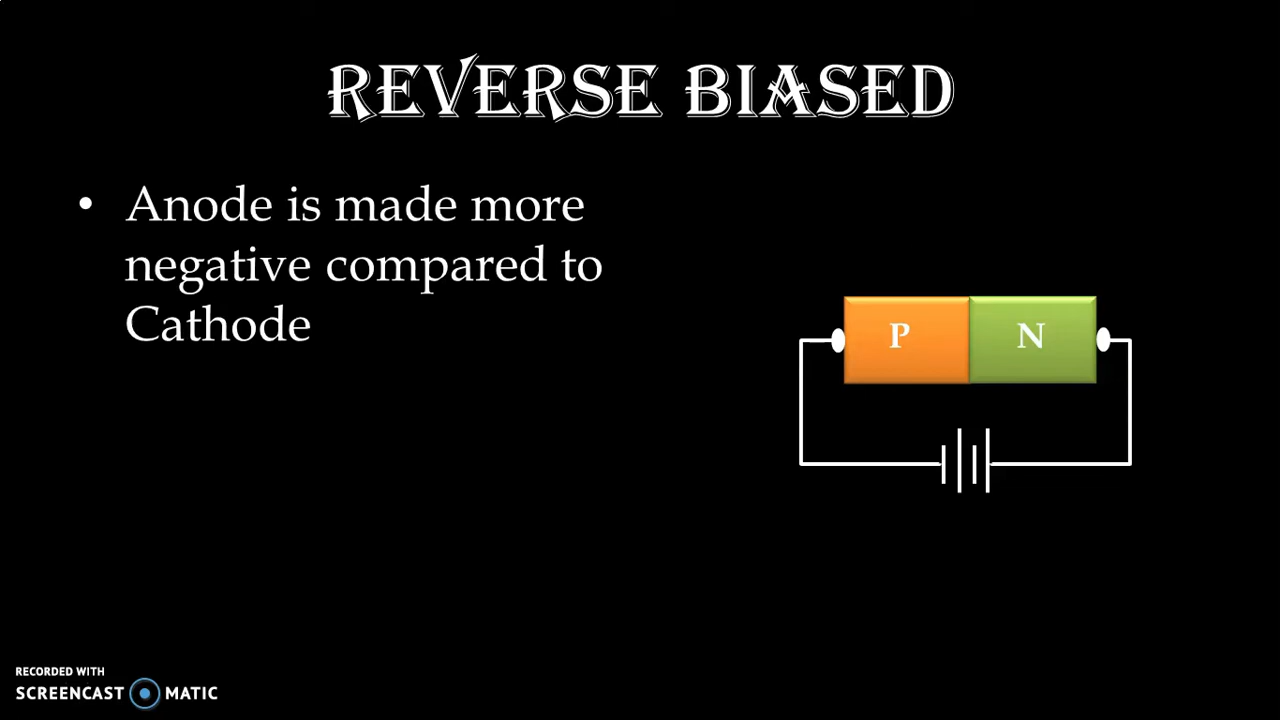 REVERSE BIASED
• Anode is made more
negative compared to
Cathode
P N
RECORDED WITH
SCREENCAST MATIC